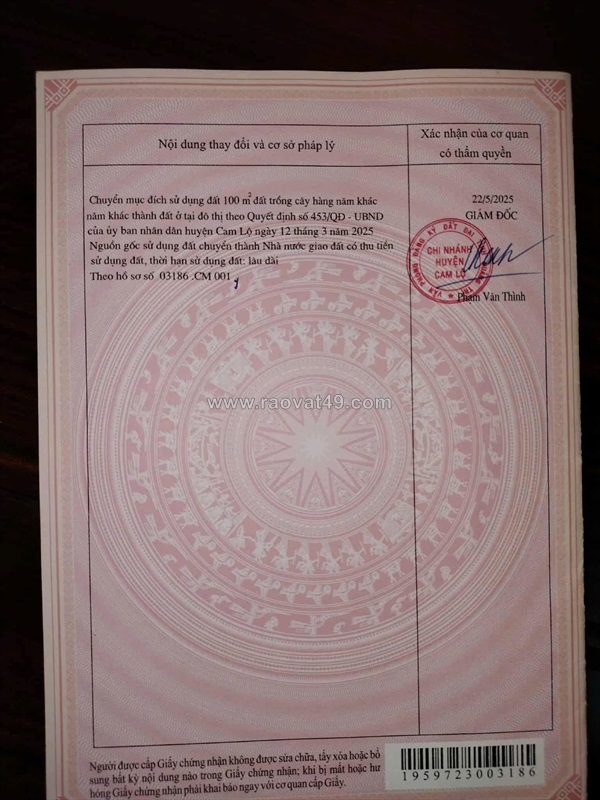 Nội dung thay đổi và cơ sở pháp lý
Xác nhận của cơ quan
có thẩm quyền
Chuyển mục đích sử dụng đất 100 m2 đất trồng cây hàng năm khác
năm khác thành đất ở tại đô thị theo Quyết định số 453/QĐ - UBND
của ủy ban nhân dân huyện Cam Lộ ngày 12 tháng 3 năm 2025
Nguồn gốc sử dụng đất chuyển thành Nhà nước giao đất có thu tiền
sử dụng đất, thời hạn sử dụng đất: lâu dài
Theo hồ sơ số 03186 .CM 001
22/5/2025
GIÁM ĐỐC
VĂN PHÒNG ĐĂNG KÝ ĐẤT ĐAI
CHI NHÁNH
HUYỆN
CAM LỘ
Phạm Văn Thình
www.raovat49.com
Người được cấp Giấy chứng nhận không được sửa chữa, tẩy xóa hoặc bổ
sung bất kỳ nội dung nào trong Giấy chứng nhận; khi bị mất hoặc hư
hỏng Giấy chứng nhận phải khai báo ngay với cơ quan cấp Giấy.
1959723003186